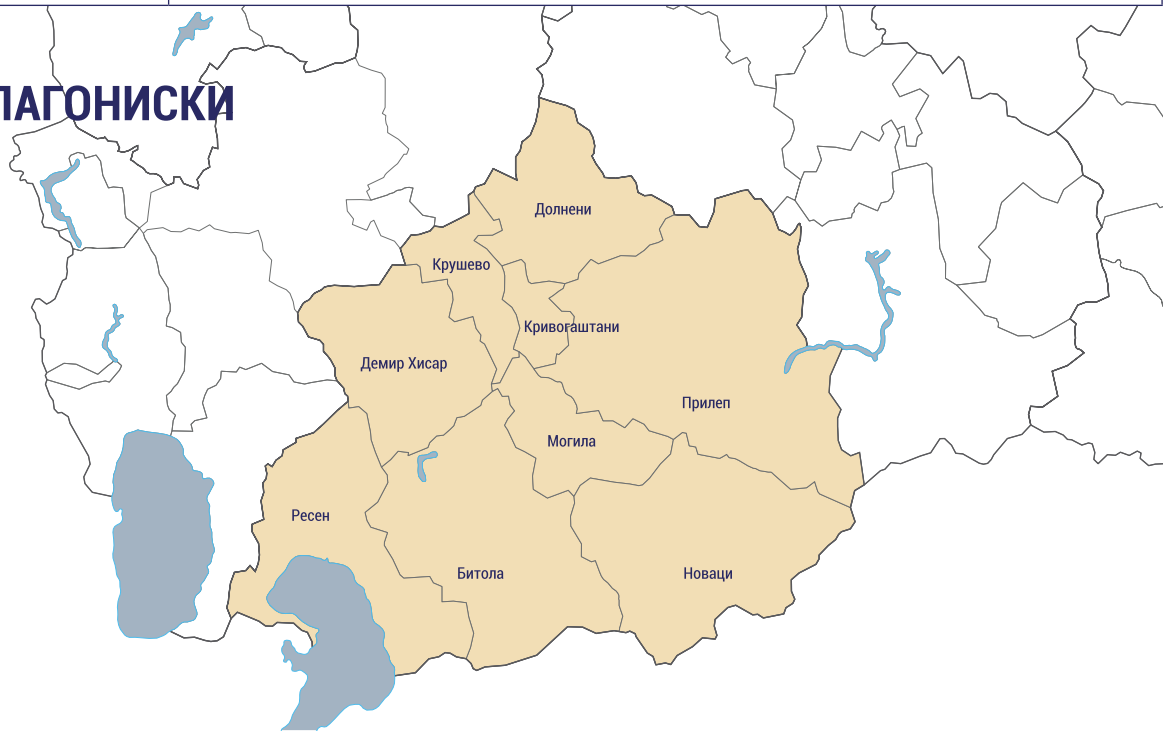 ЛАГОНИСКИ
Долнени
Крушево
Кривогаштани
Демир Хисар
Прилеп
Могила
Ресен
Битола
Новаци